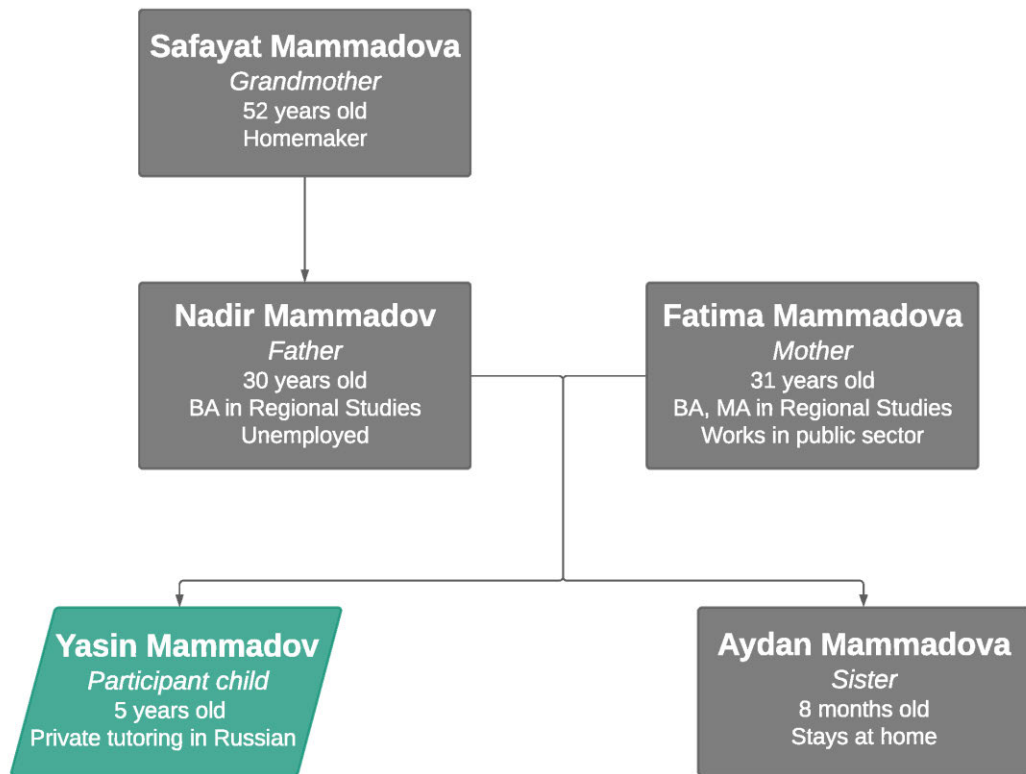 Safayat Mammadova
Grandmother
52 years old
Homemaker
Nadir Mammadov
Father
30 years old
BA in Regional Studies
Unemployed
Fatima Mammadova
Mother
31 years old
BA, MA in Regional Studies
Works in public sector
Yasin Mammadov
Participant child
5 years old
Private tutoring in Russian
Aydan Mammadova
Sister
8 months old
Stays at home